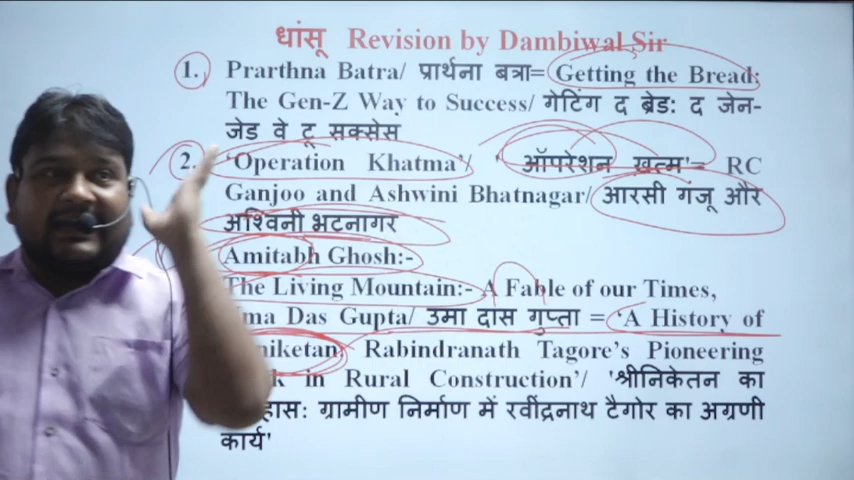 धांसू Revision by Dambiwal Sir
1. Prarthna Batra/ प्रार्थना बत्रा= Getting the Bread:
The Gen-Z Way to Success/ गेटिंग द ब्रेड: द जेन-
जेड वे टू सक्सेस
2. 'Operation Khatma'/ ' ऑपरेशन खत्म'= RC
Ganjoo and Ashwini Bhatnagar/ आरसी गंजू और
अश्विनी भटनागर
Amitabh Ghosh:-
The Living Mountain:- A Fable of our Times,
Das Gupta/ उमा दास गुप्ता = 'A History of
Rabindranath Tagore's Pioneering
in Rural Construction'/ 'श्रीनिकेतन का
ग्रामीण निर्माण में रवींद्रनाथ टैगोर का अग्रणी
कार्य'